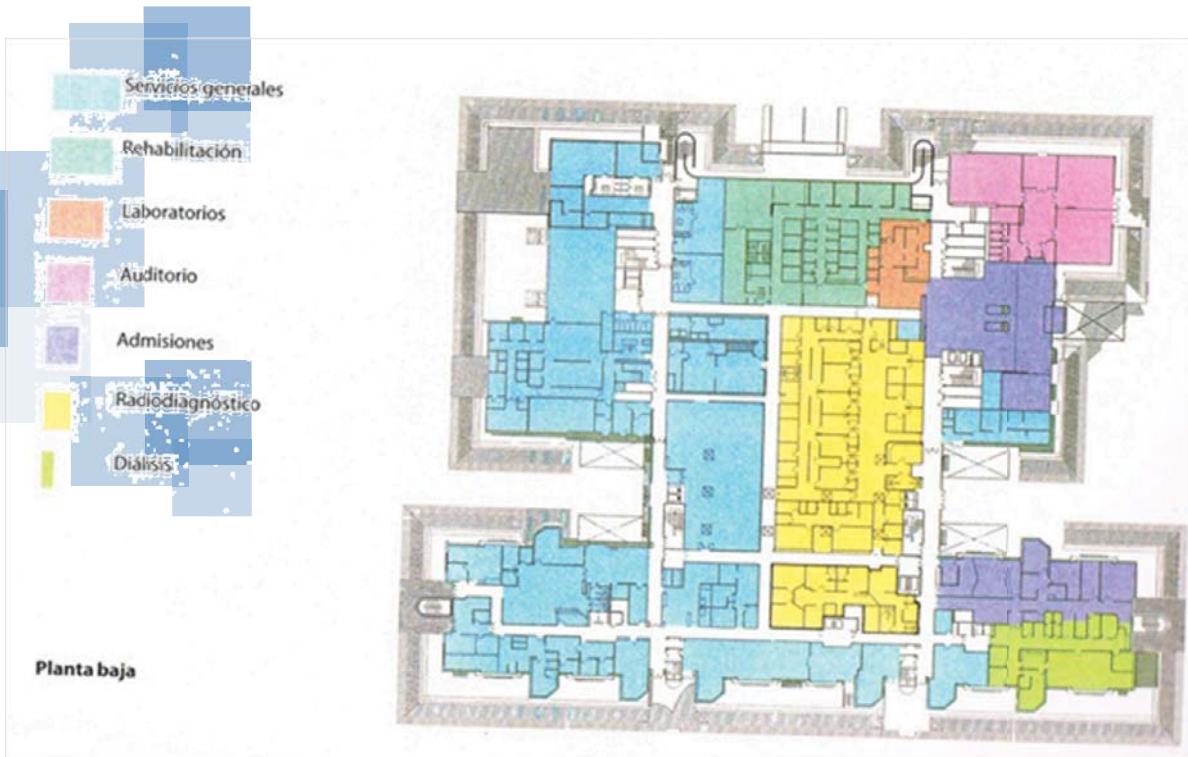 Servicios generales
Rehabilitación
Laboratorios
Auditorio
Admisiones
Radiodiagnóstico
Diálisis
Planta baja